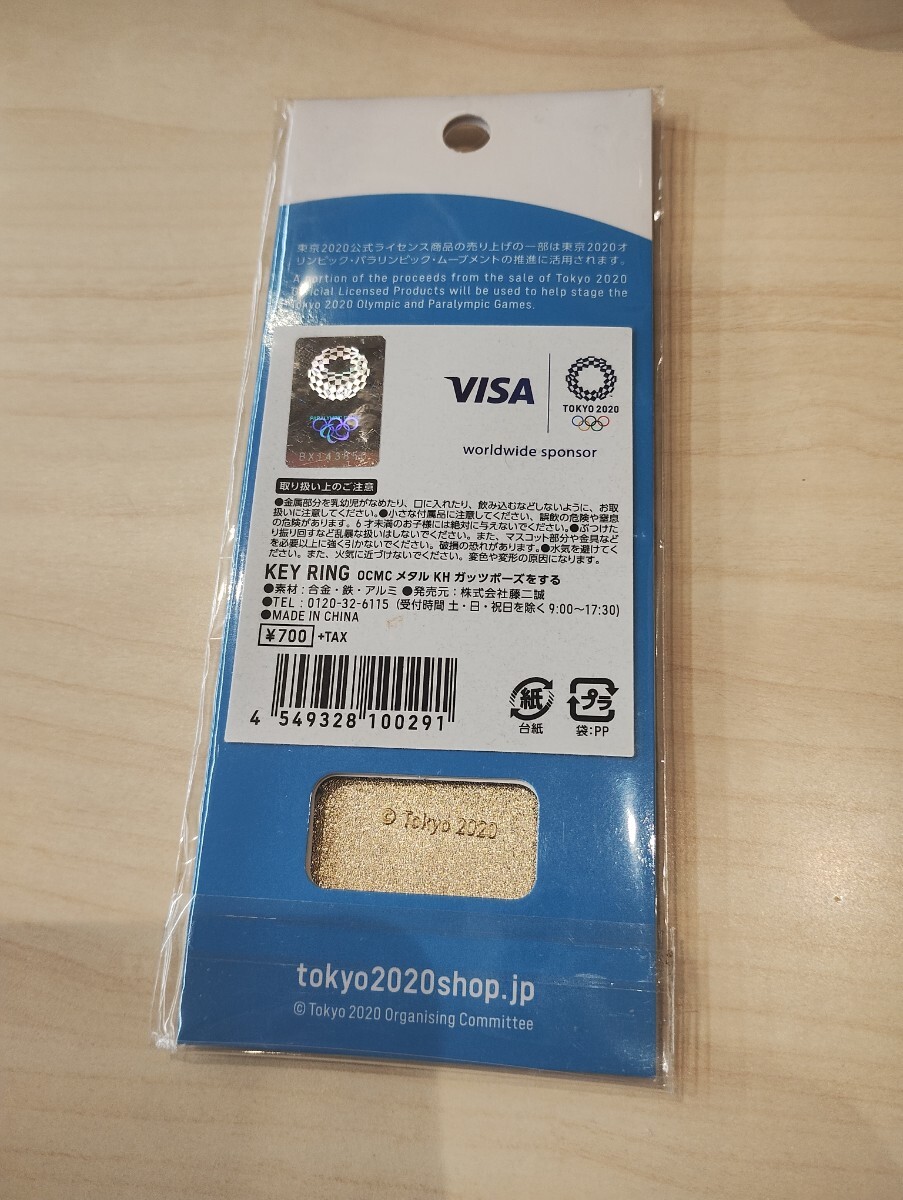 東京2020公式ライセンス商品の売り上げの一部は東京2020オ
リンピック・パラリンピック・ムーブメントの推進に活用されます。
A portion of the proceeds from the sale of Tokyo 2020
Official Licensed Products will be used to help stage the
Tokyo 2020 Olympic and Paralympic Games.
VISA
TOKYO 2020
worldwide sponsor
取り扱い上のご注意
●金属部分を乳幼児がなめたり、口に入れたり、飲み込むなどしないように、お取
扱いに注意してください。●小さな付属品に注意してください、誤飲の危険や窒息
の危険があります。6才未満のお子様には絶対に与えないでください。●ぶつけた
り振り回すなど乱暴な扱いはしないでください。また、マスコット部分や金具など
を必要以上に強く引かないでください。破損の恐れがあります。●水気を避けてく
ださい。また、火気に近づけないでください。変色や変形の原因になります。
KEY RING OCMC メタル KH ガッツポーズをする
●素材:合金・鉄・アルミ ●発売元:株式会社藤二誠
●TEL:0120-32-6115(受付時間 土・日・祝日を除く9:00〜17:30)
●MADE IN CHINA
¥700 +TAX
4 549328 100291
紙
台紙
プラ
袋:PP
© Tokyo 2020
tokyo2020shop.jp
© Tokyo 2020 Organising Committee